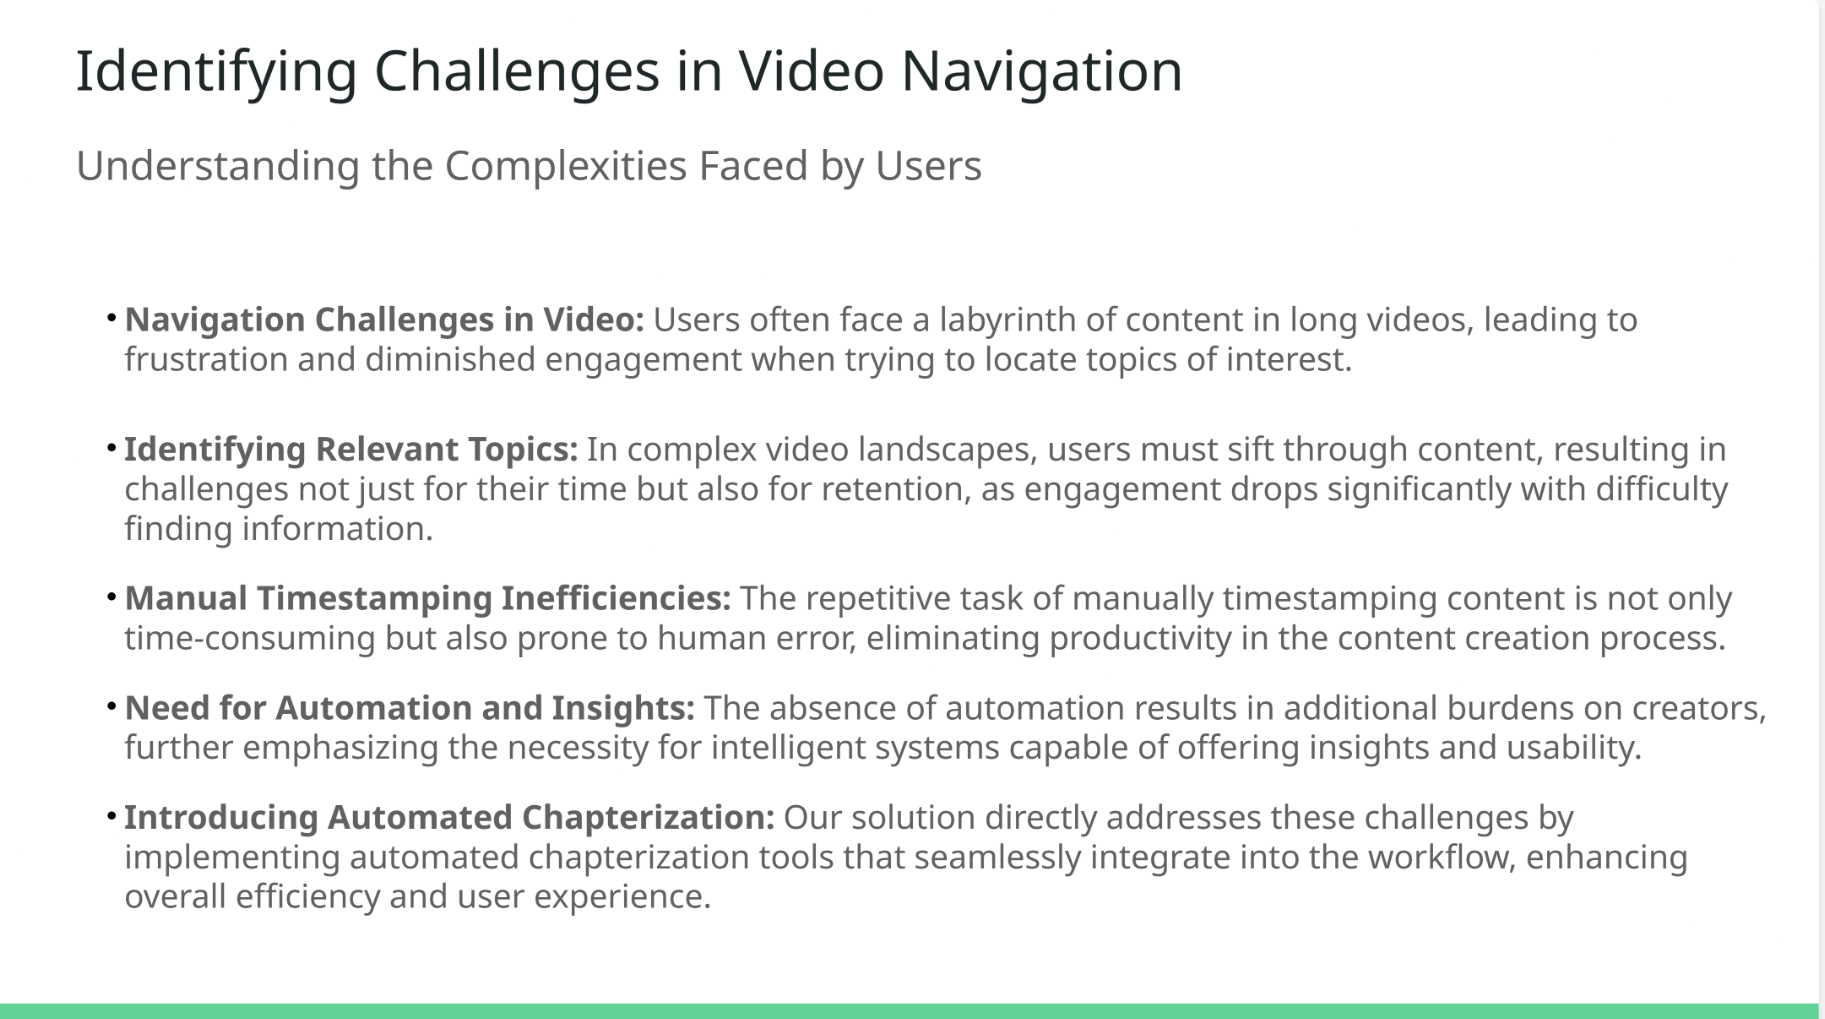 Identifying Challenges in Video Navigation
Understanding the Complexities Faced by Users
• Navigation Challenges in Video: Users often face a labyrinth of content in long videos, leading to
frustration and diminished engagement when trying to locate topics of interest.
• Identifying Relevant Topics: In complex video landscapes, users must sift through content, resulting in
challenges not just for their time but also for retention, as engagement drops significantly with difficulty
finding information.
• Manual Timestamping Inefficiencies: The repetitive task of manually timestamping content is not only
time-consuming but also prone to human error, eliminating productivity in the content creation process.
• Need for Automation and Insights: The absence of automation results in additional burdens on creators,
further emphasizing the necessity for intelligent systems capable of offering insights and usability.
• Introducing Automated Chapterization: Our solution directly addresses these challenges by
implementing automated chapterization tools that seamlessly integrate into the workflow, enhancing
overall efficiency and user experience.